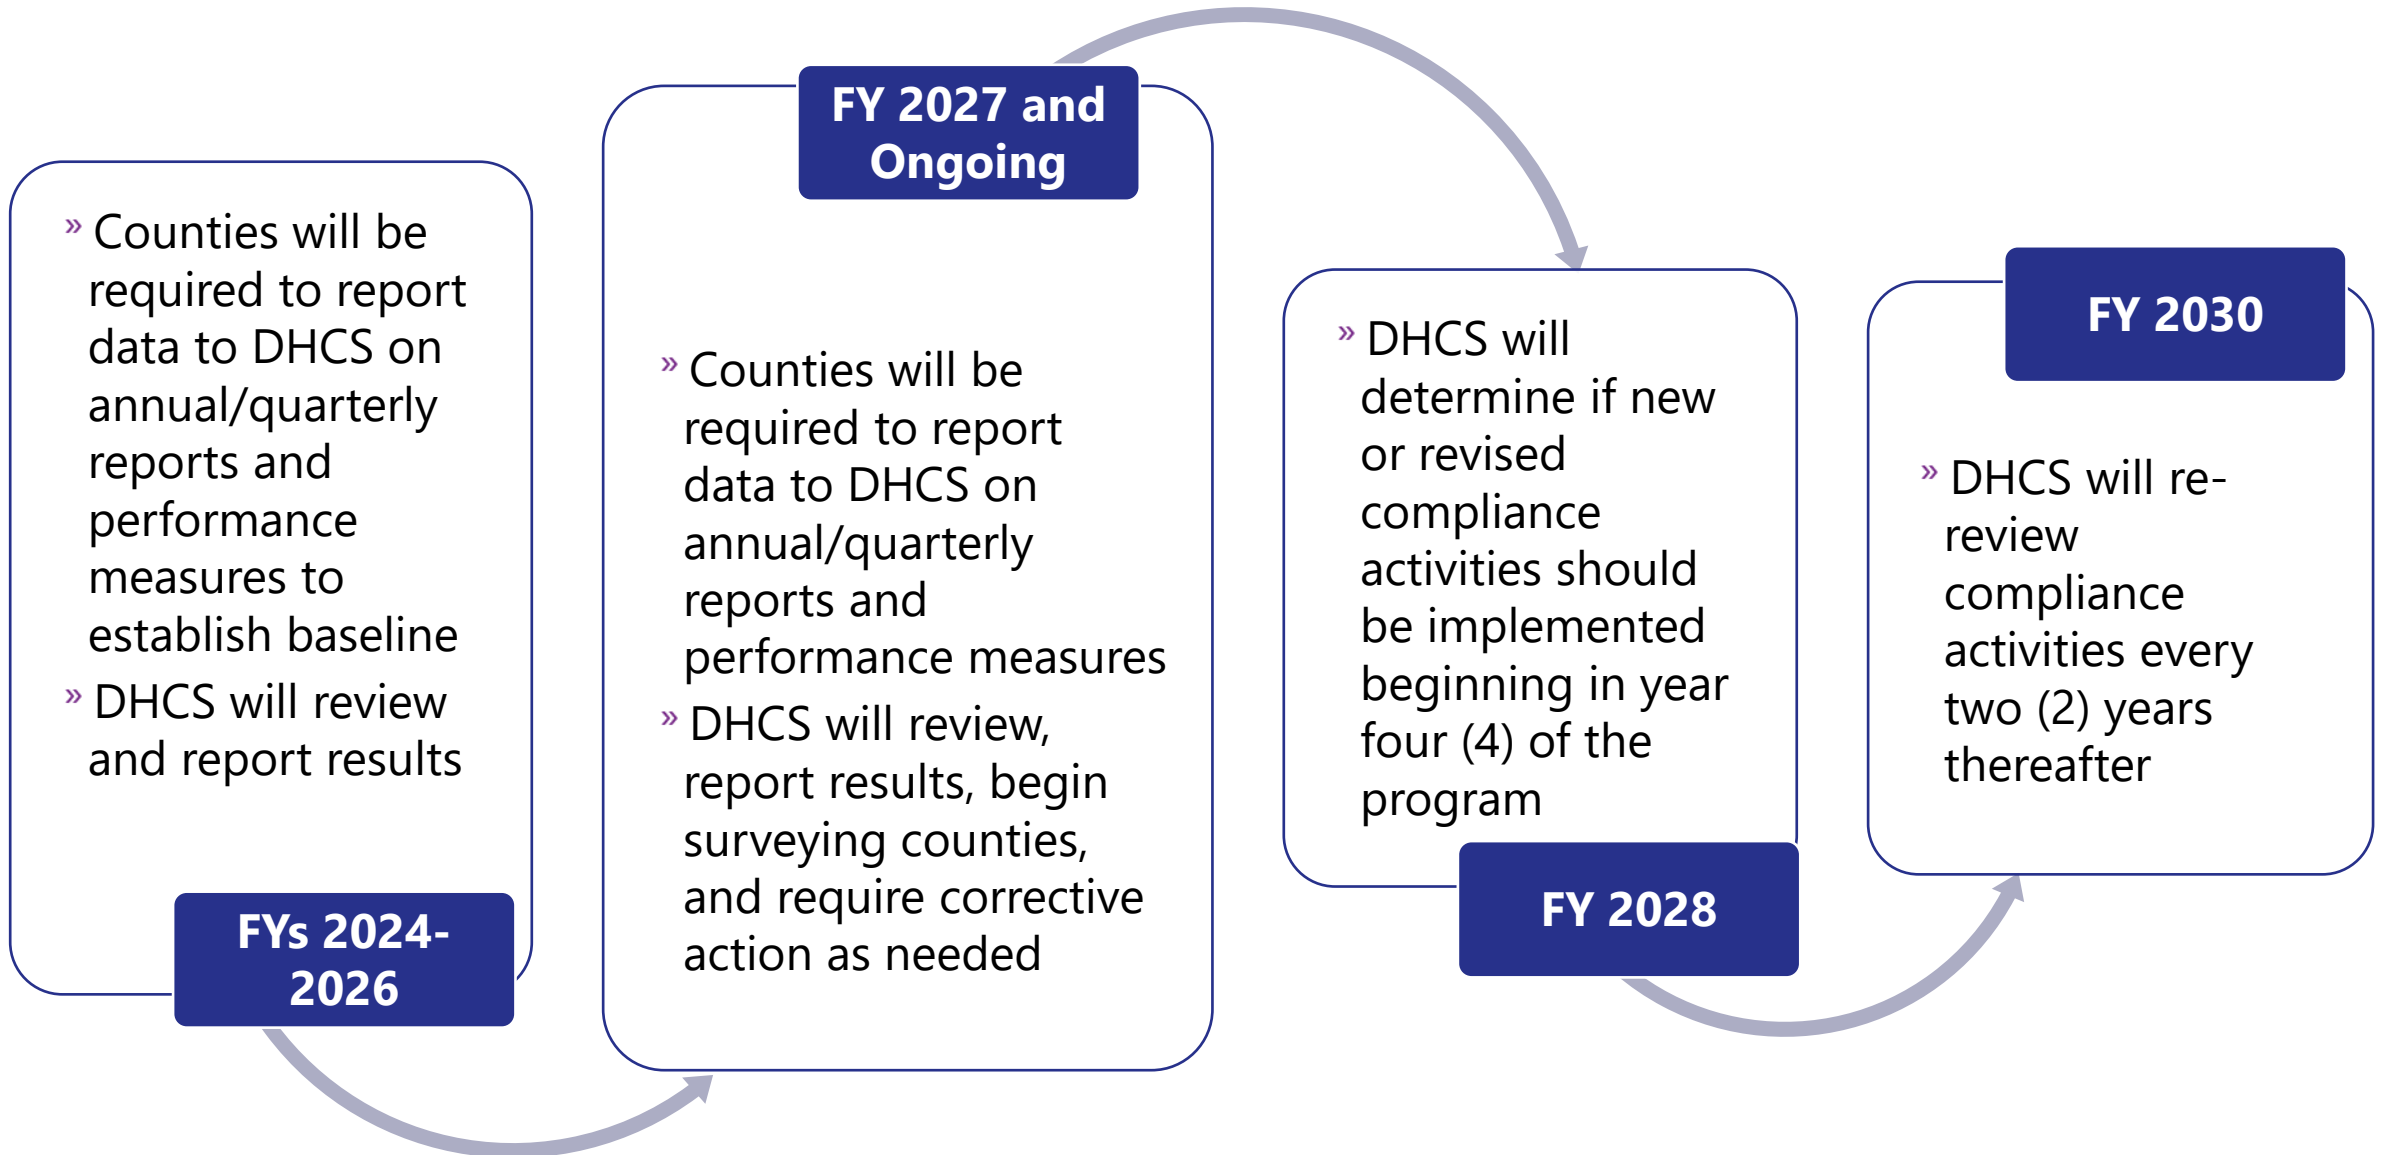 » Counties will be
required to report
data to DHCS on
annual/quarterly
reports and
performance
measures to
establish baseline
» DHCS will review
and report results
FYs 2024-
2026
FY 2027 and
Ongoing
» Counties will be
required to report
data to DHCS on
annual/quarterly
reports and
performance measures
» DHCS will review,
report results, begin
surveying counties,
and require corrective
action as needed
» DHCS will
determine if new
or revised
compliance
activities should
be implemented
beginning in year
four (4) of the
program
FY 2028
FY 2030
» DHCS will re-
review
compliance
activities every
two (2) years
thereafter